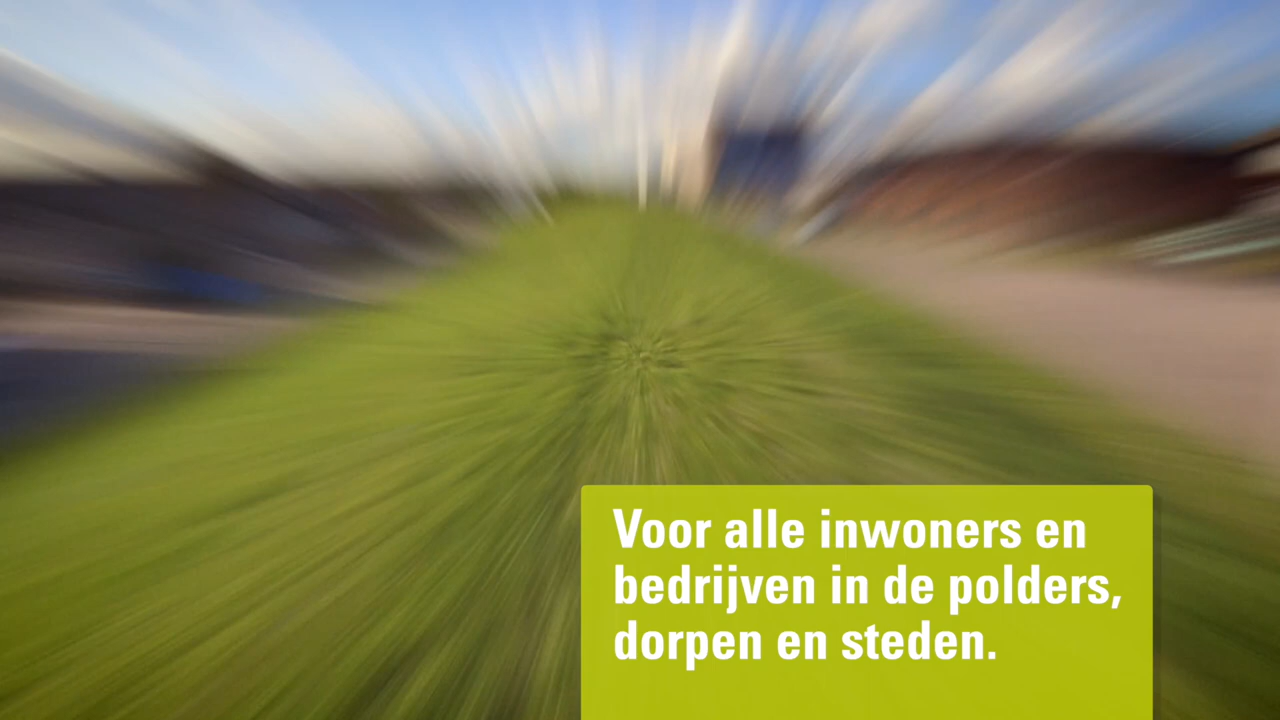 Voor alle inwoners en
bedrijven in de polders,
dorpen en steden.